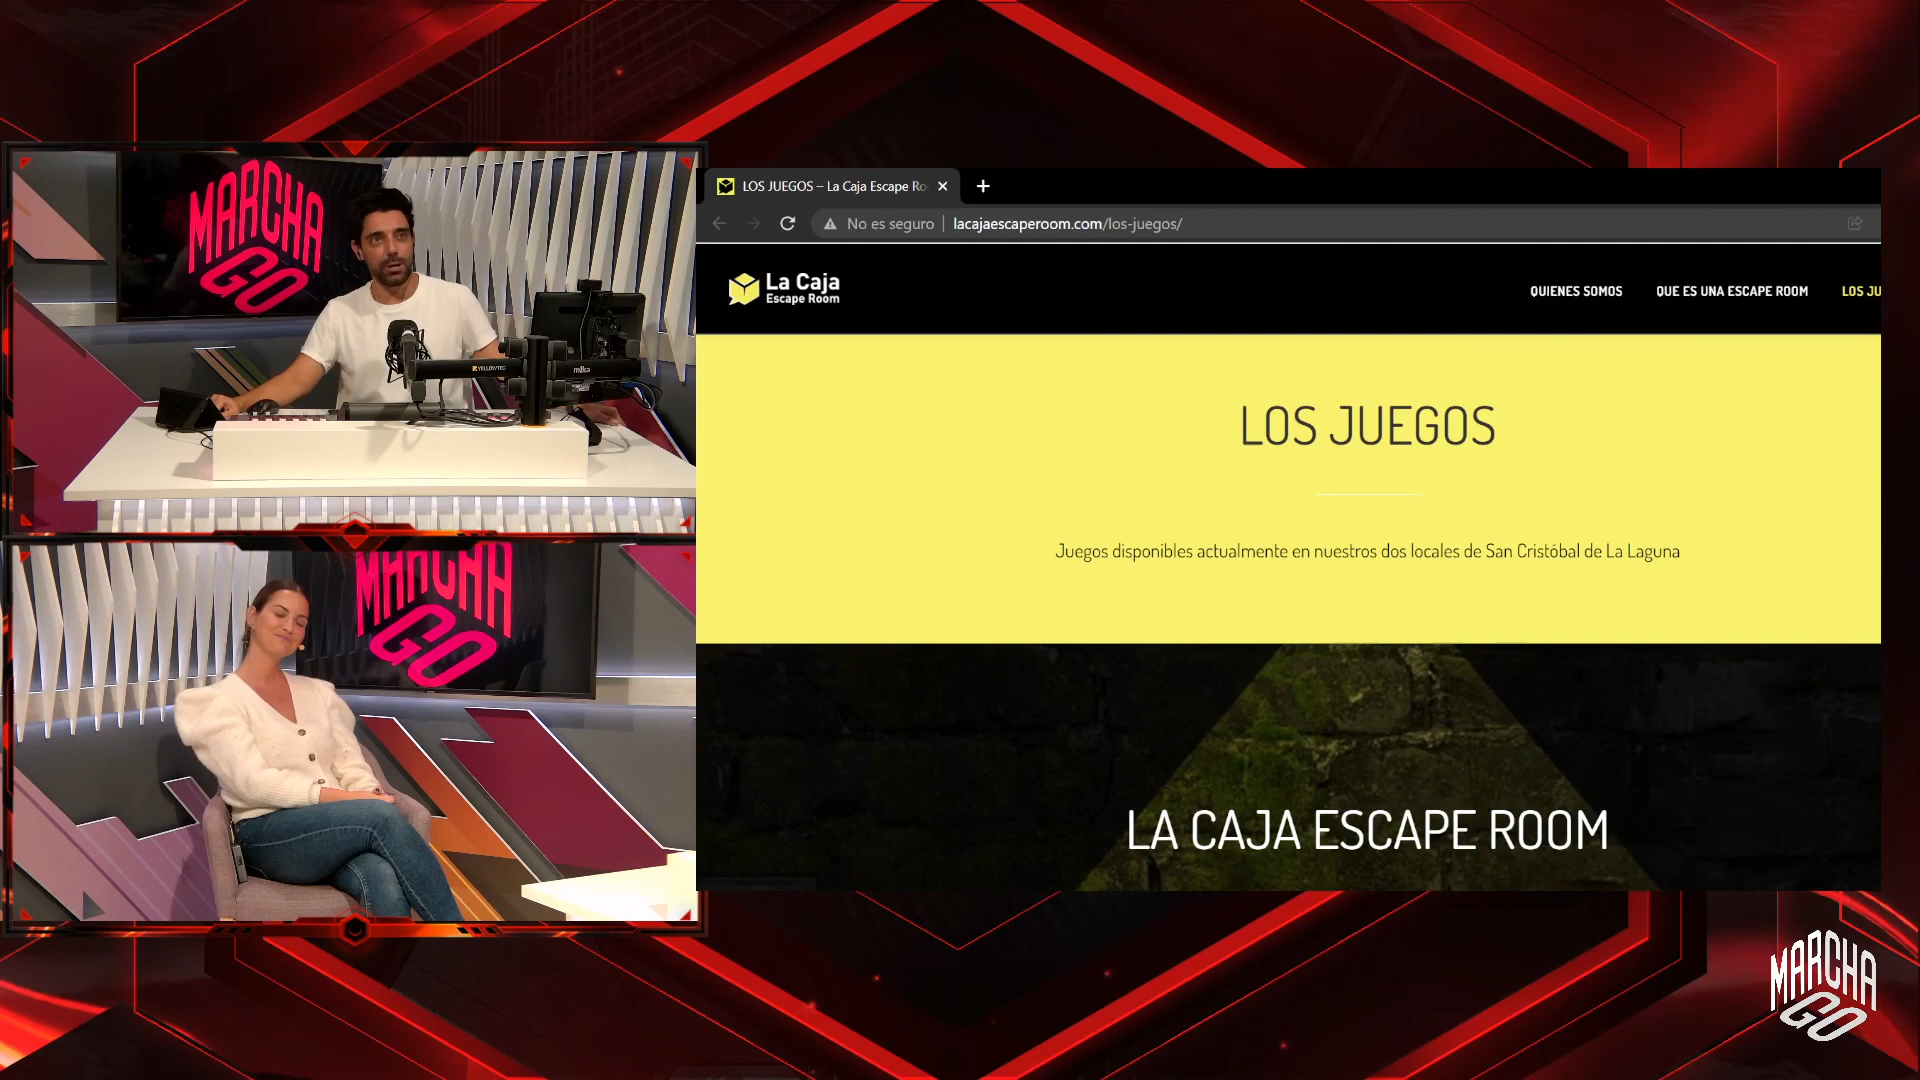 MARCHA
GO
YELLOWTEC
mika
MARCHA
GO
LOS JUEGOS – La Caja Escape Ro
No es seguro
lacajaescaperoom.com/los-juegos/
La Caja
Escape Room
QUIENES SOMOS
QUE ES UNA ESCAPE ROOM
LOS JU
LOS JUEGOS
Juegos disponibles actualmente en nuestros dos locales de San Cristóbal de La Laguna
LA CAJA ESCAPE ROOM
MARCHA
GO